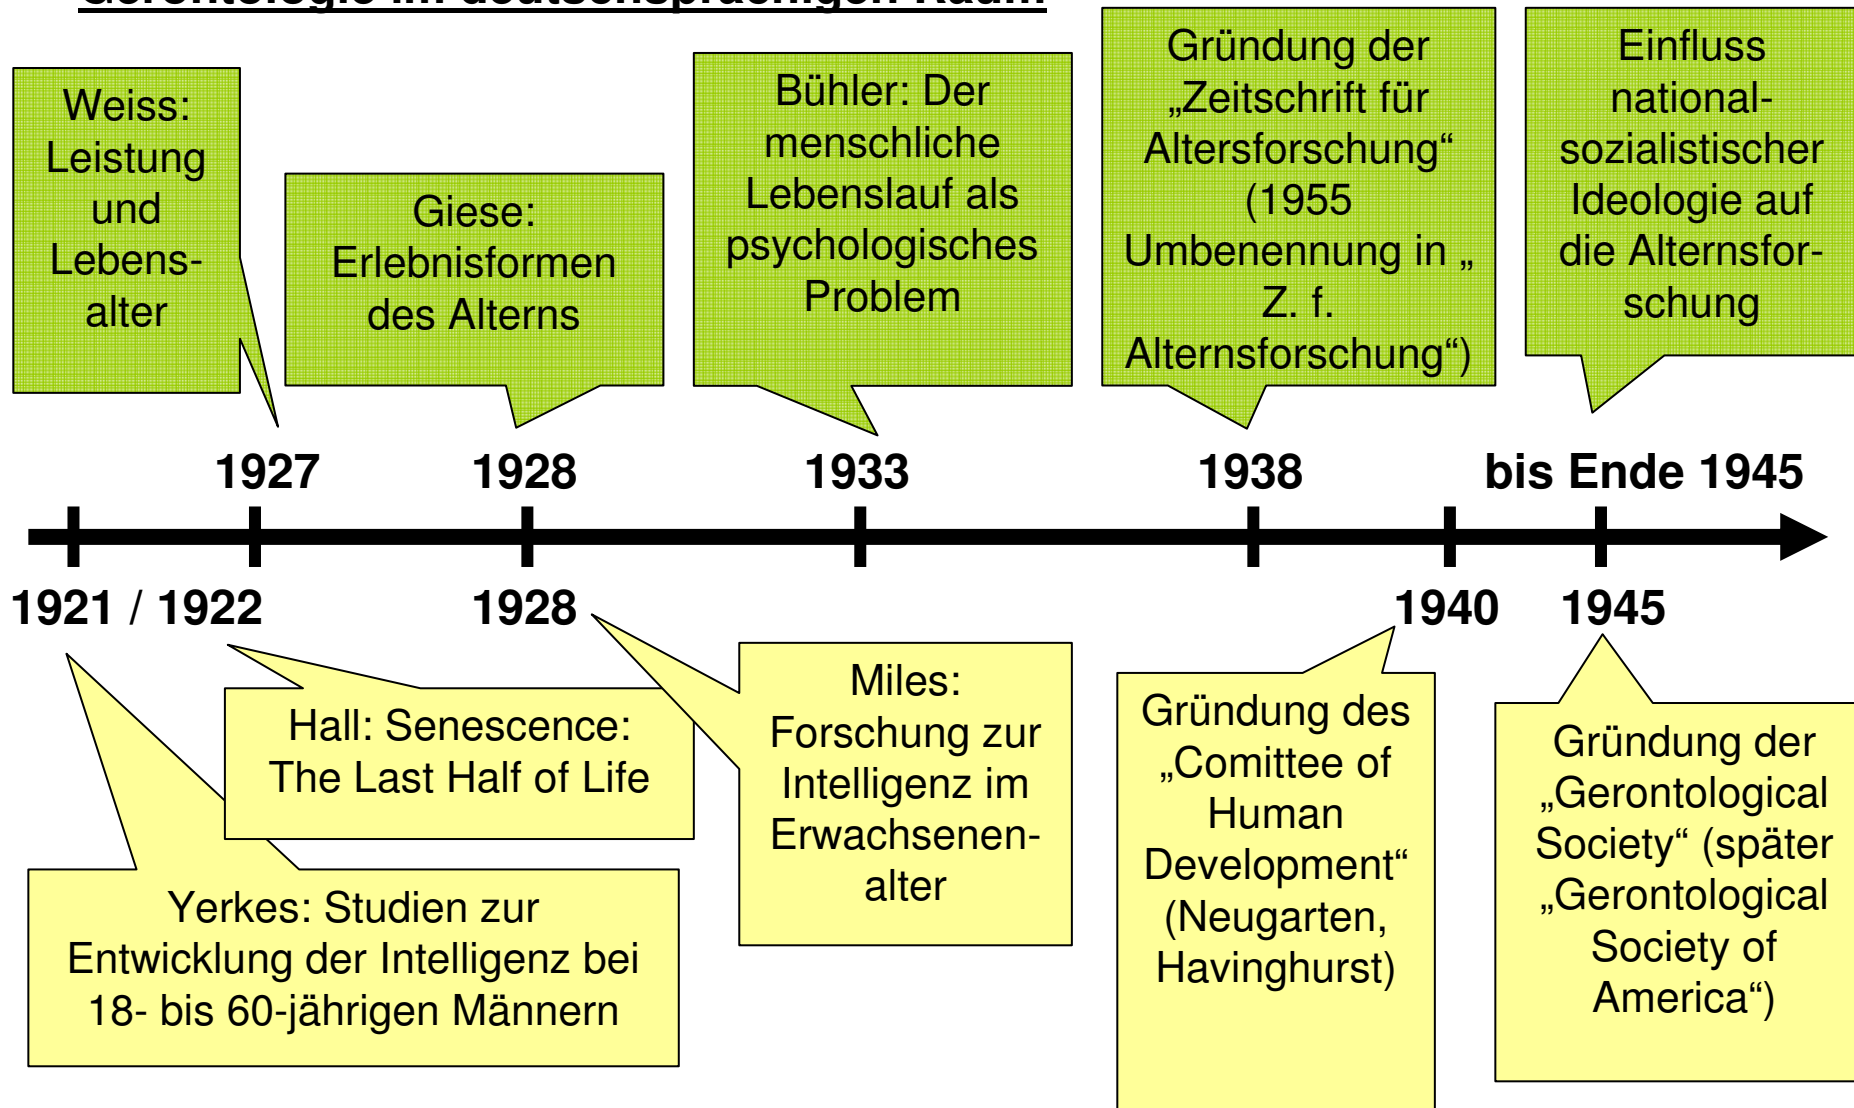 Gerontologie im deutschsprachigen Raum
Weiss:
Leistung
und
Lebens-
alter
Giese:
Erlebnisformen
des Alterns
Bühler: Der
menschliche
Lebenslauf als
psychologisches
Problem
Gründung der
„Zeitschrift für
Altersforschung“
(1955
Umbenennung in „
Z. f.
Alternsforschung“)
Einfluss
national-
sozialistischer
Ideologie auf
die Alternsfor-
schung
1927
1928
1933
1938
bis Ende 1945
1921 / 1922
1928
1940
1945
Hall: Senescence:
The Last Half of Life
Yerkes: Studien zur
Entwicklung der Intelligenz bei
18- bis 60-jährigen Männern
Miles:
Forschung zur
Intelligenz im
Erwachsenen-
alter
Gründung des
„Comittee of
Human
Development“
(Neugarten,
Havinghurst)
Gründung der
„Gerontological
Society“ (später
„Gerontological
Society of
America“)